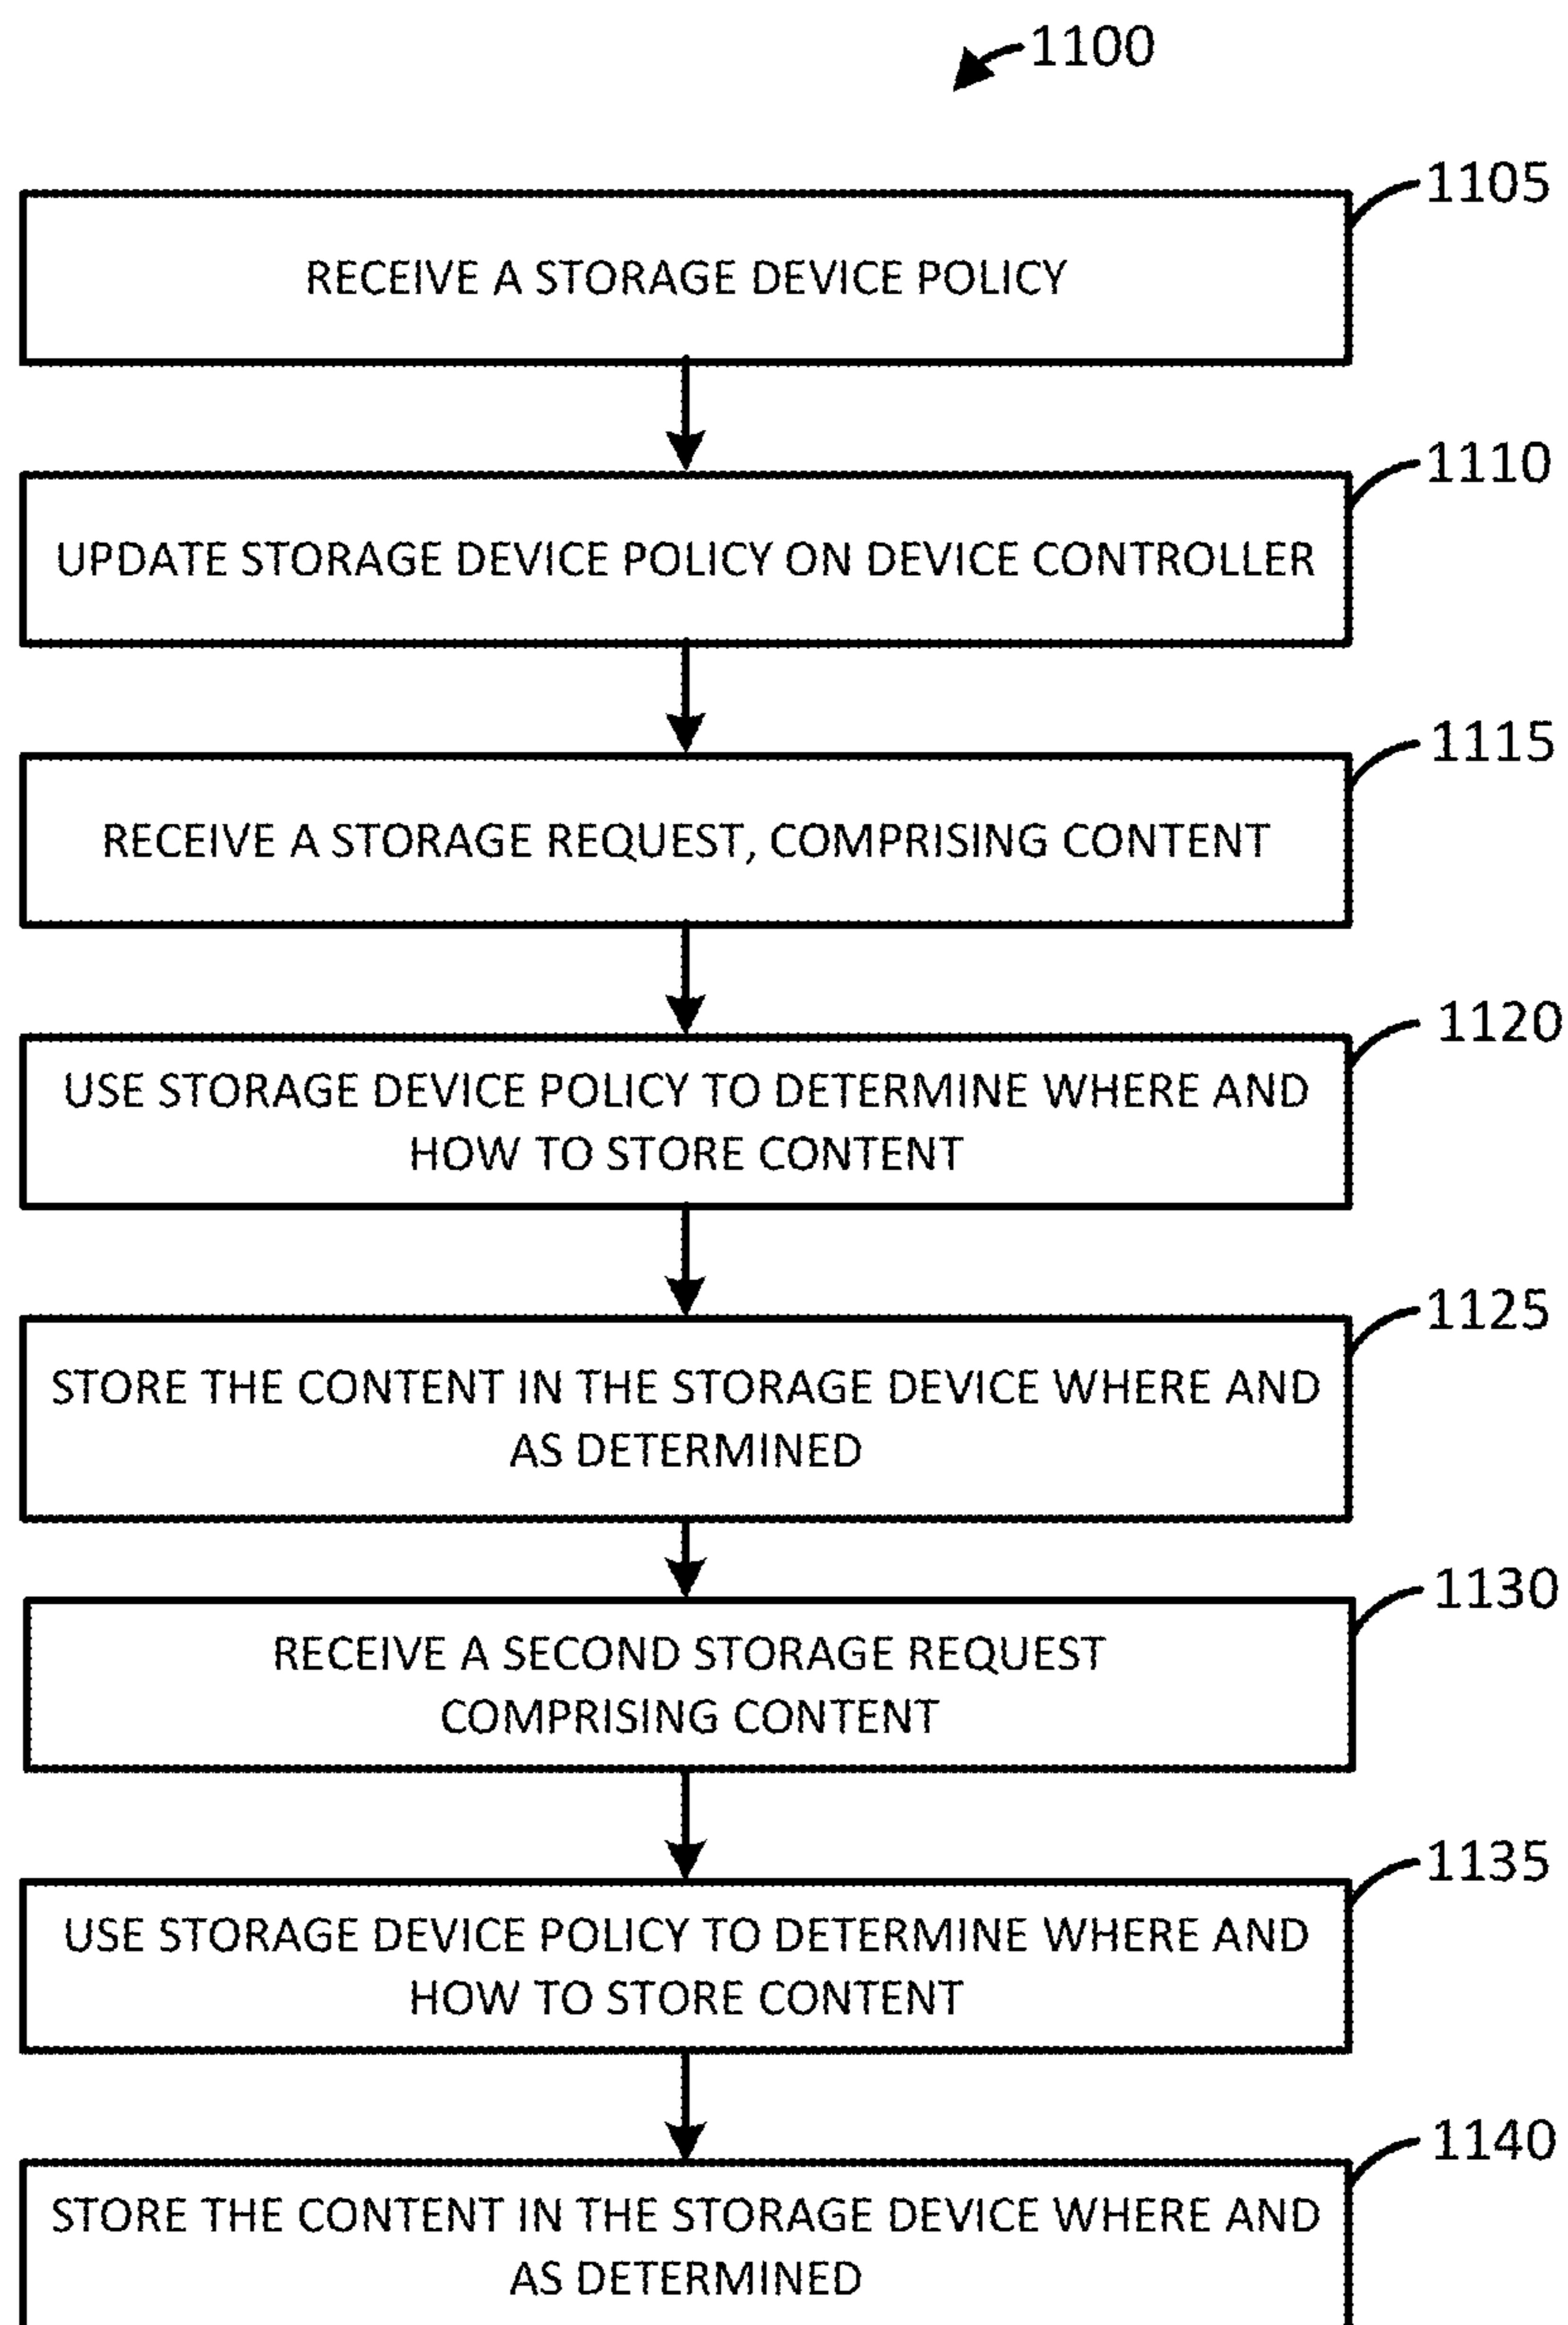 1100
1105
RECEIVE A STORAGE DEVICE POLICY
1110
UPDATE STORAGE DEVICE POLICY ON DEVICE CONTROLLER
1115
RECEIVE A STORAGE REQUEST, COMPRISING CONTENT
1120
USE STORAGE DEVICE POLICY TO DETERMINE WHERE AND
HOW TO STORE CONTENT
1125
STORE THE CONTENT IN THE STORAGE DEVICE WHERE AND
AS DETERMINED
1130
RECEIVE A SECOND STORAGE REQUEST
COMPRISING CONTENT
1135
USE STORAGE DEVICE POLICY TO DETERMINE WHERE AND
HOW TO STORE CONTENT
1140
STORE THE CONTENT IN THE STORAGE DEVICE WHERE AND
AS DETERMINED